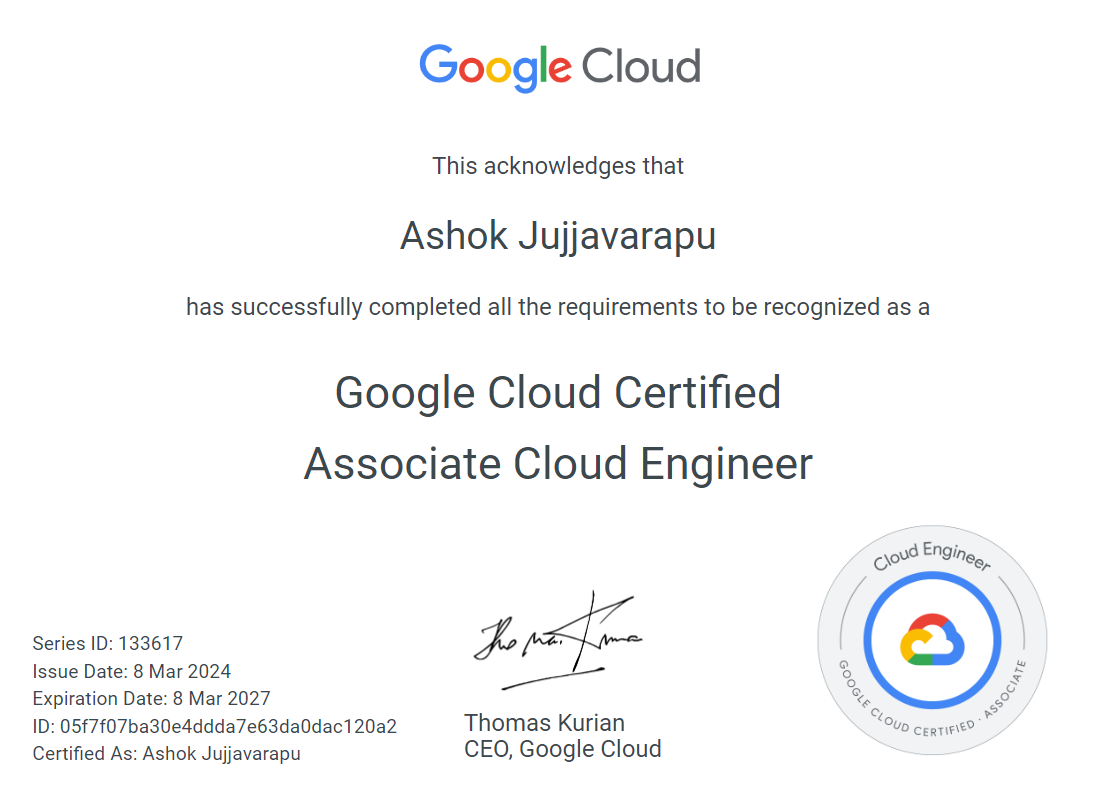 Google Cloud
This acknowledges that
Ashok Jujjavarapu
has successfully completed all the requirements to be recognized as a
Google Cloud Certified
Associate Cloud Engineer
Series ID: 133617
Issue Date: 8 Mar 2024
Expiration Date: 8 Mar 2027
ID: 05f7f07ba30e4ddda7e63da0dac120a2
Certified As: Ashok Jujjavarapu
Thomas Kurian
CEO, Google Cloud
Cloud Engineer
GOOGLE CLOUD CERTIFIED · ASSOCIATE